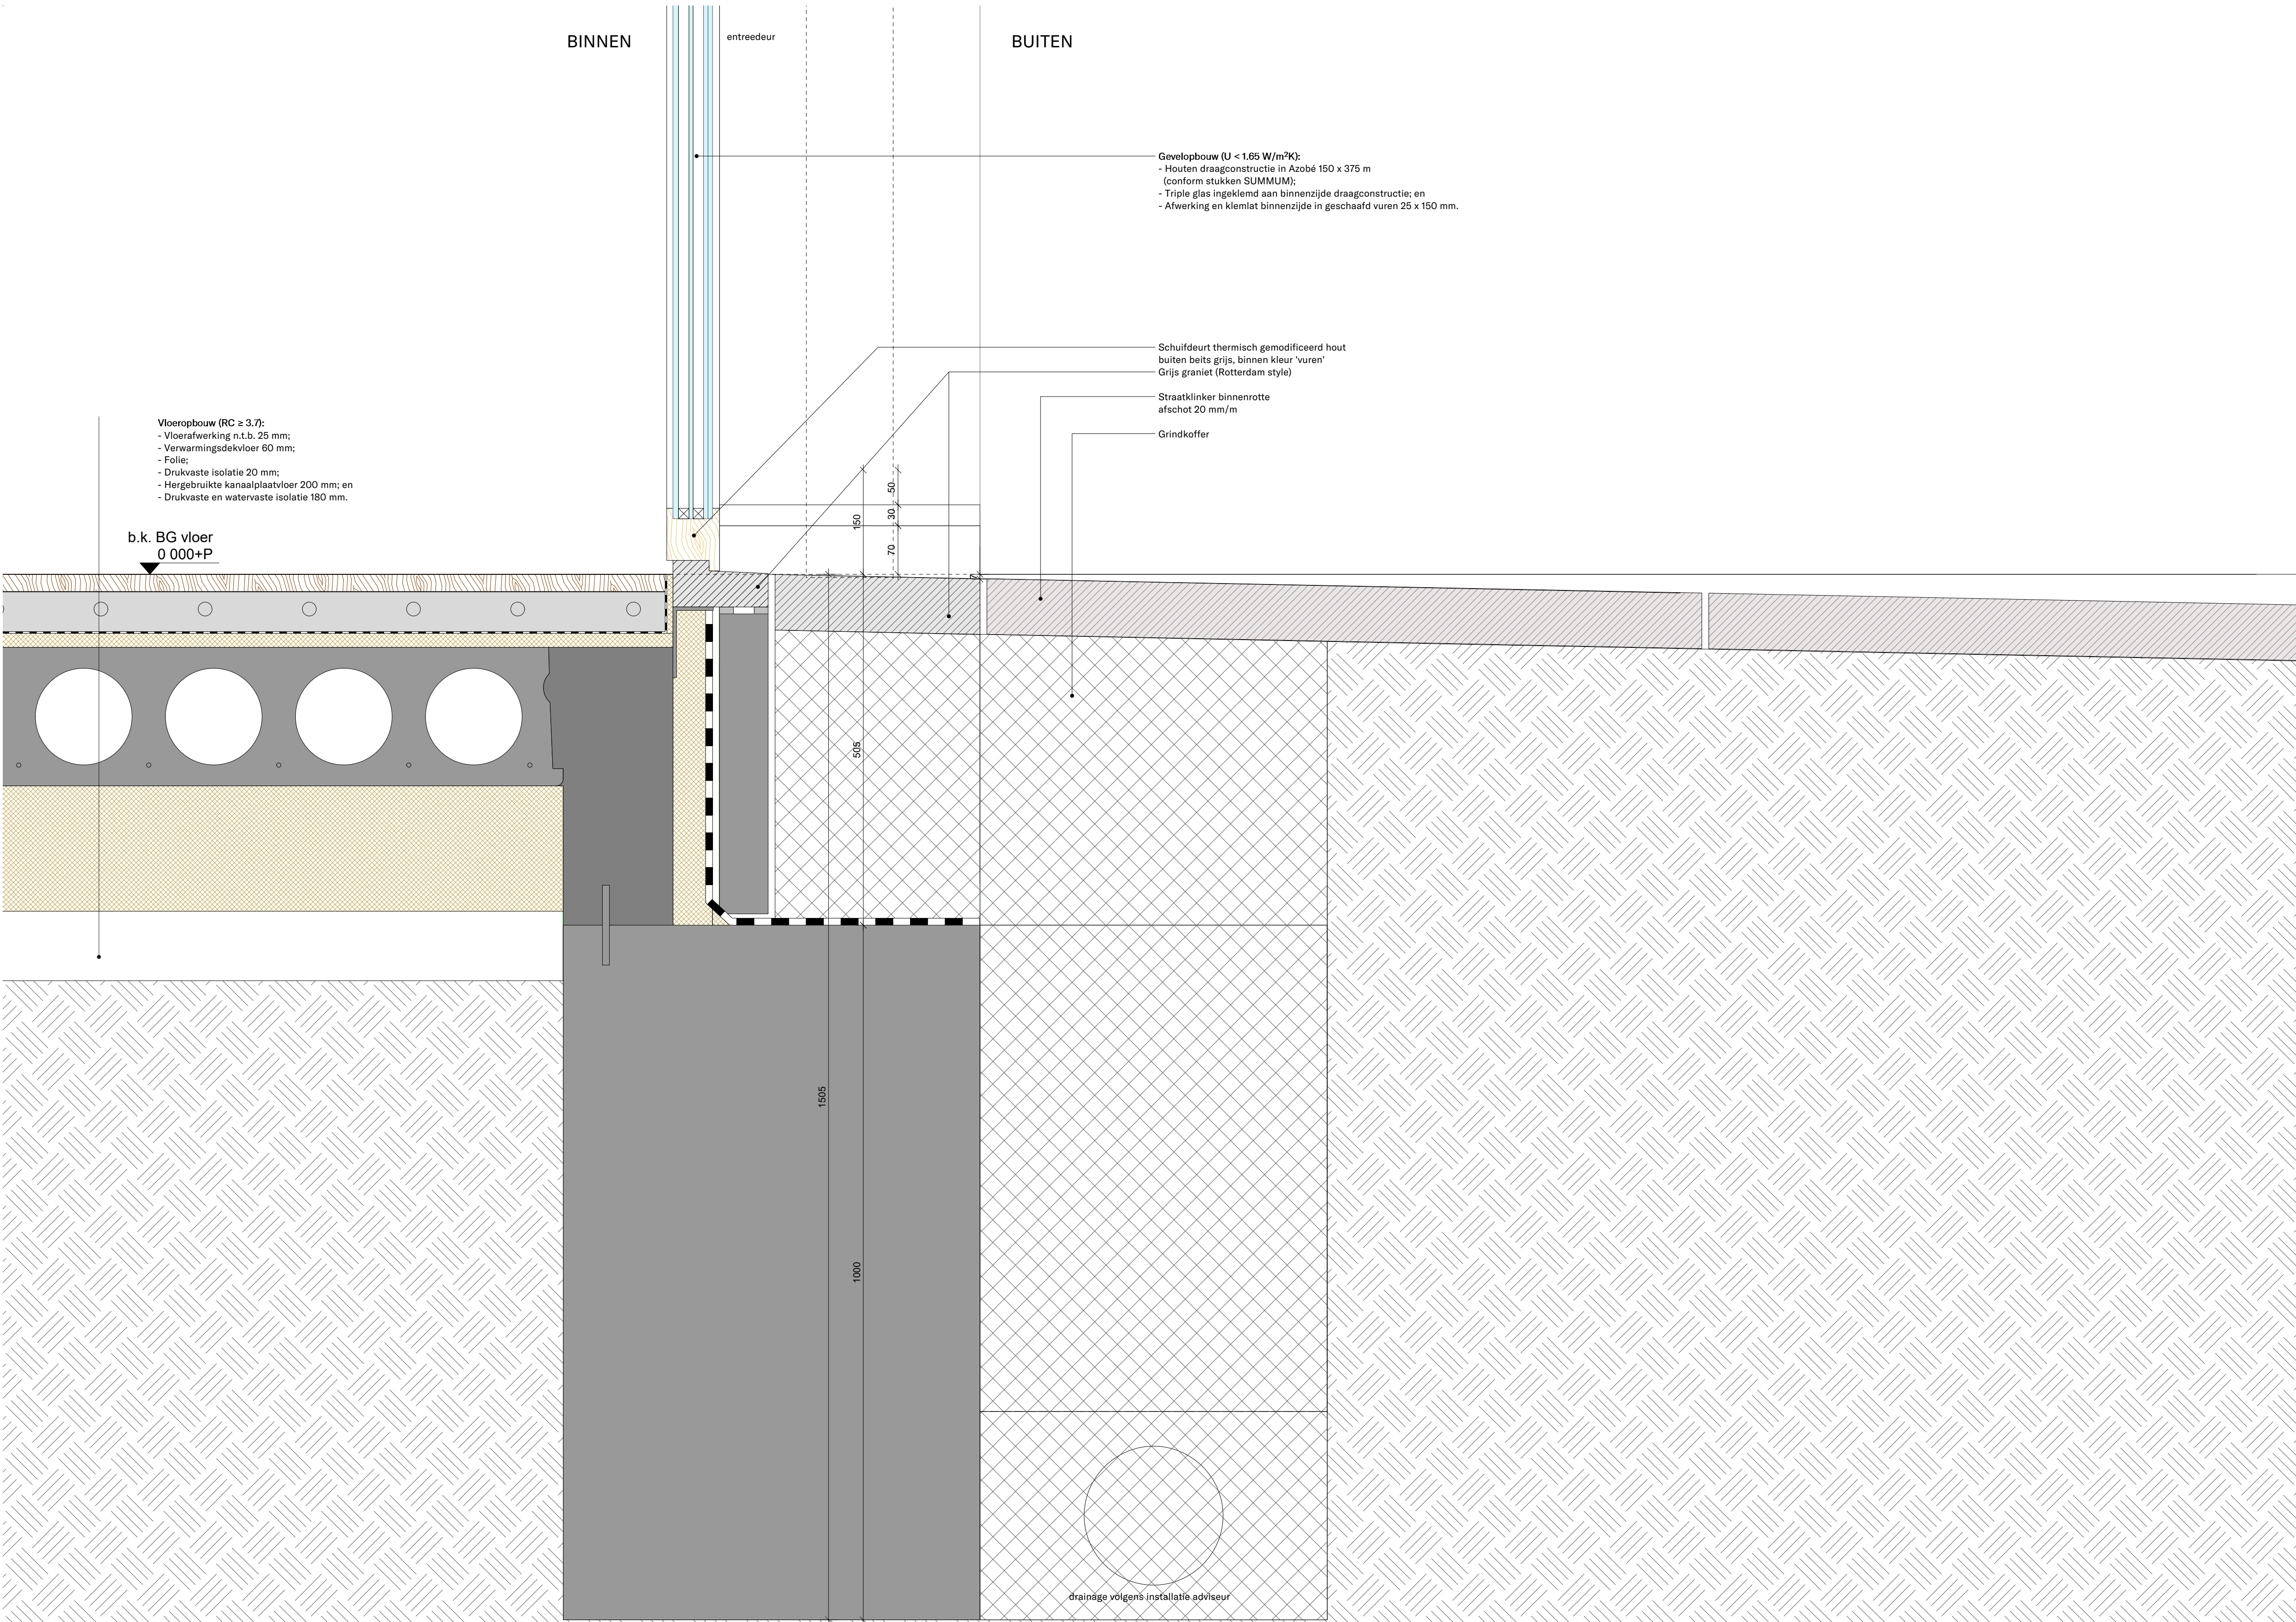 BINNEN
entreedeur
BUITEN
Gevelopbouw (U < 1.65 W/m²K):
- Houten draagconstructie in Azobé 150 x 375 m
(conform stukken SUMMUM);
- Triple glas ingeklemd aan binnenzijde draagconstructie; en
- Afwerking en klemlat binnenzijde in geschaafd vuren 25 x 150 mm.
Schuifdeurt thermisch gemodificeerd hout
buiten beits grijs, binnen kleur 'vuren'
Grijs graniet (Rotterdam style)
Straatklinker binnenrotte
afschot 20 mm/m
Grindkoffer
Vloeropbouw (RC ≥ 3.7):
- Vloerafwerking n.t.b. 25 mm;
- Verwarmingsdekvloer 60 mm;
- Folie;
- Drukvaste isolatie 20 mm;
- Hergebruikte kanaalplaatvloer 200 mm; en
- Drukvaste en watervaste isolatie 180 mm.
b.k. BG vloer
0 000+P
50
150
30
70
7
505
1505
1000
drainage volgens installatie adviseur